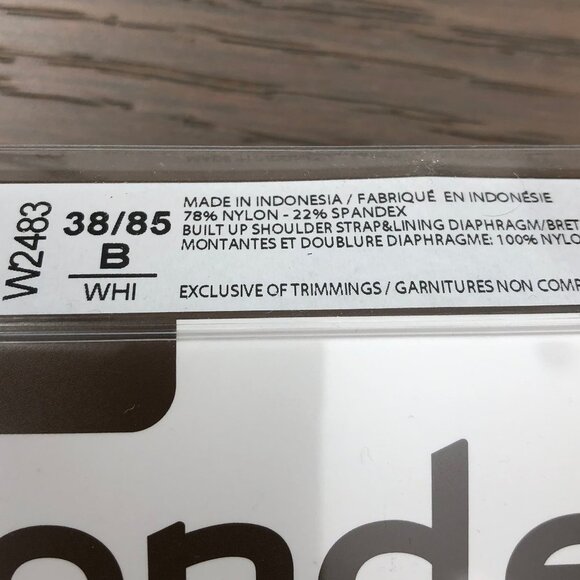 W2483
38/85
B
WHI
MADE IN INDONESIA / FABRIQUÉ EN INDONÉSIE
78% NYLON - 22% SPANDEX
BUILT UP SHOULDER STRAP&LINING DIAPHRAGM/BRET
MONTANTES ET DOUBLURE DIAPHRAGME: 100% NYLO
EXCLUSIVE OF TRIMMINGS / GARNITURES NON COMP
onde